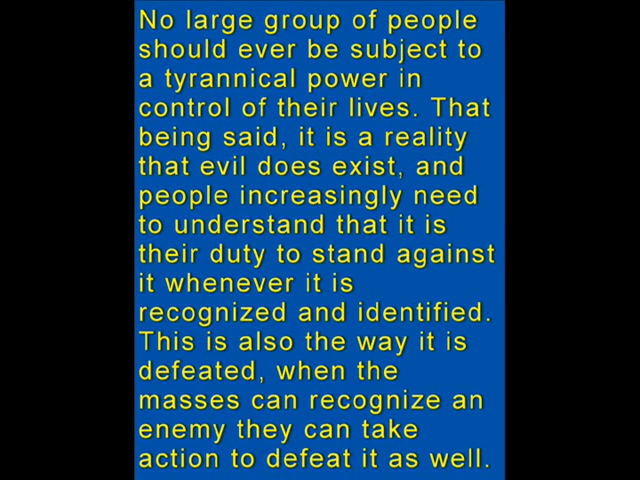 No large group of people
should ever be subject to
a tyrannical power in
control of their lives. That
being said, it is a reality
that evil does exist, and
people increasingly need
to understand that it is
their duty to stand against
it whenever it is
recognized and identified.
This is also the way it is
defeated, when the
masses can recognize an
enemy they can take
action to defeat it as well.